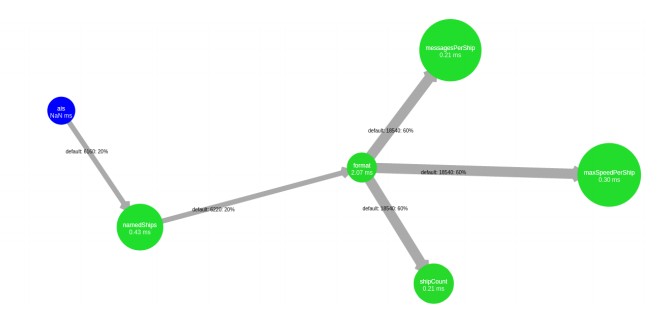 messagesPerShip
0.21 ms
default: 18540: 60%
ais
NaN ms
default: 6160: 20%
format
2.07 ms
default: 18540: 60%
maxSpeedPerShip
0.30 ms
default: 18540: 60%
default: 6220: 20%
namedShips
0.43 ms
shipCount
0.21 ms